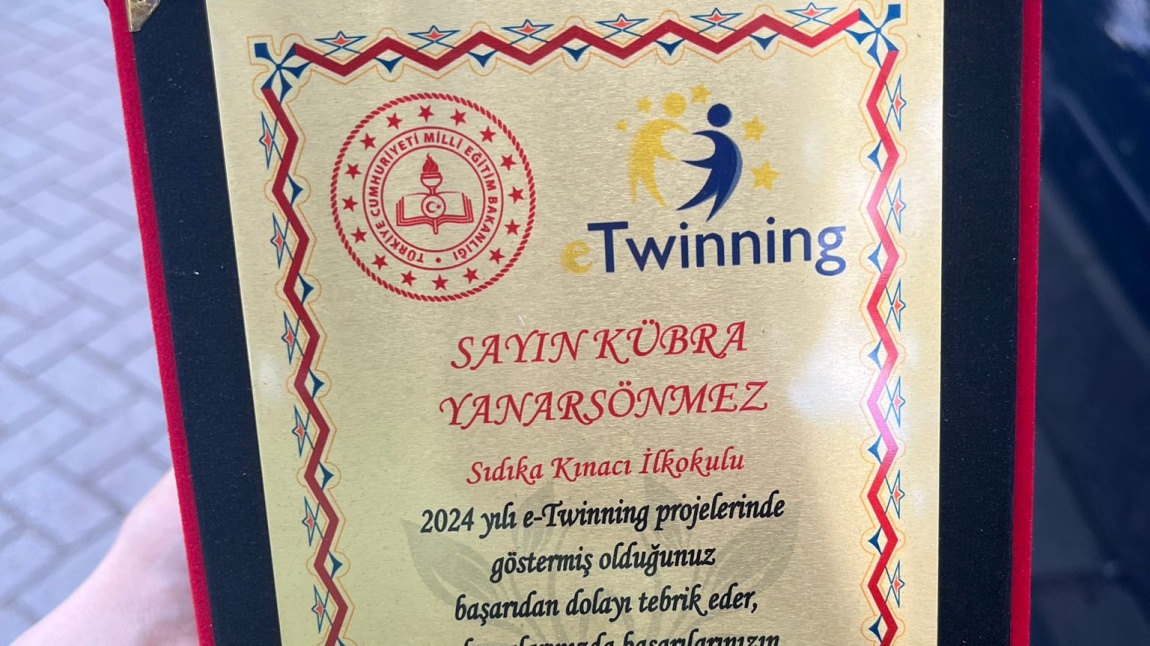 TÜRKİYE CUMHURİYETİ MİLLİ EĞİTİM BAKANLIĞI
eTwinning
SAYIN KÜBRA
YANARSÖNMEZ
Sıdıka Kınacı İlkokulu
2024 yılı e-Twinning projelerinde
göstermiş olduğunuz
başarıdan dolayı tebrik eder,
başarılarınızın